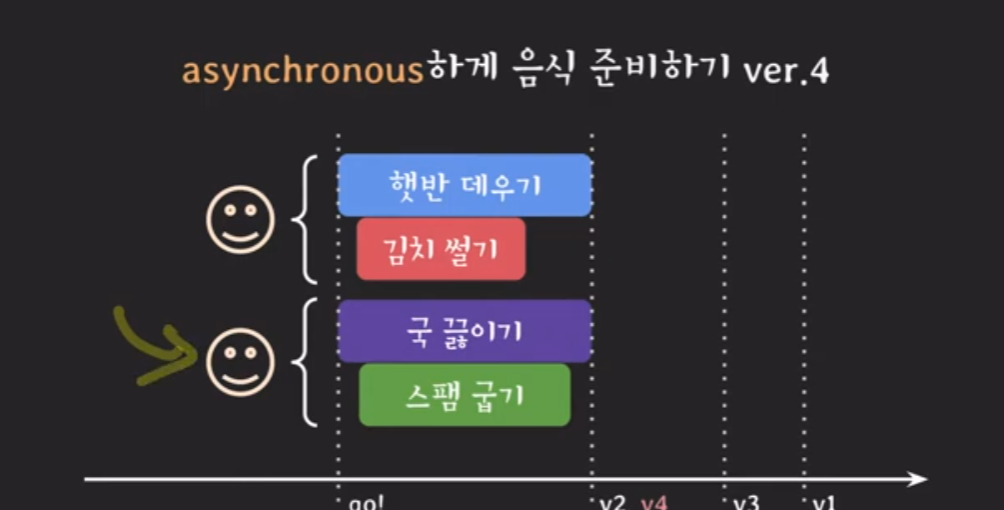 asynchronous하게 음식 준비하기 ver.4
햇반 데우기
김치 썰기
국 끓이기
스팸 굽기
go! v2 v4 v3 v1